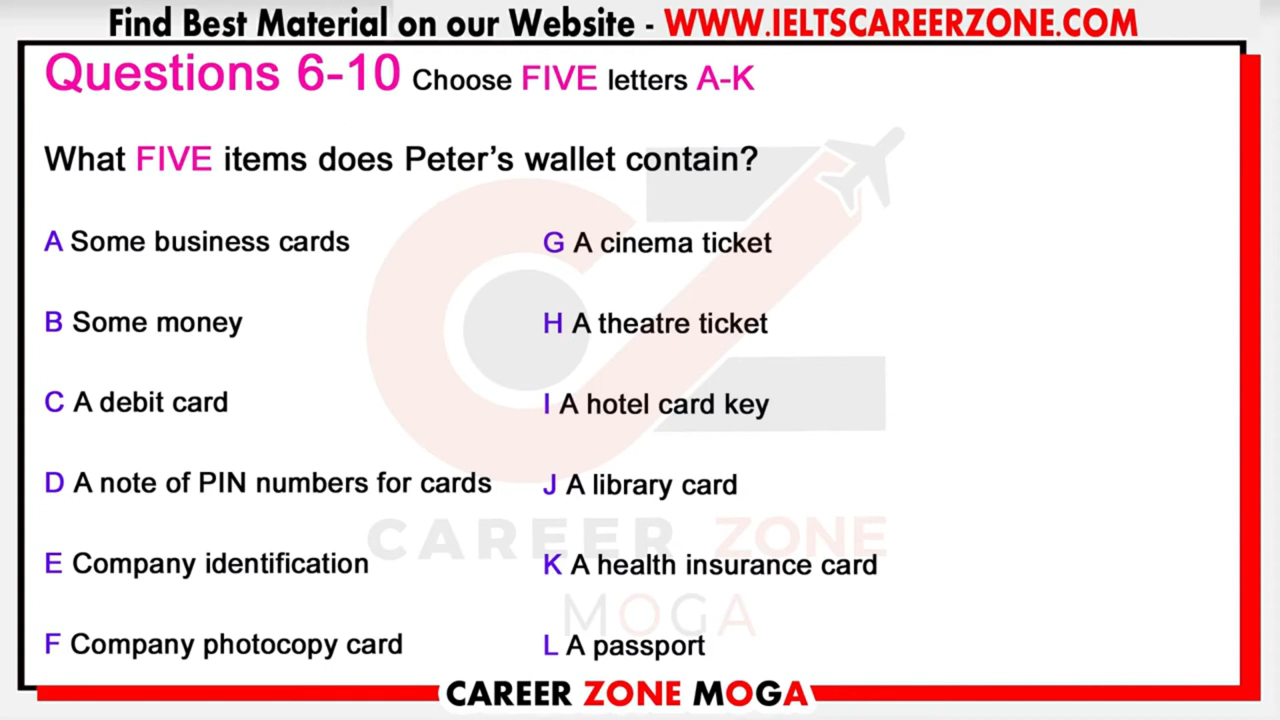 Find Best Material on our Website - WWW.IELTSCAREERZONE.COM
Questions 6-10 Choose FIVE letters A-K
What FIVE items does Peter's wallet contain?
A Some business cards
B Some money
C A debit card
D A note of PIN numbers for cards
E Company identification
F Company photocopy card
G A cinema ticket
H A theatre ticket
I A hotel card key
J A library card
K A health insurance card
L A passport
CAREER ZONE
MOGA
CAREER ZONE MOGA